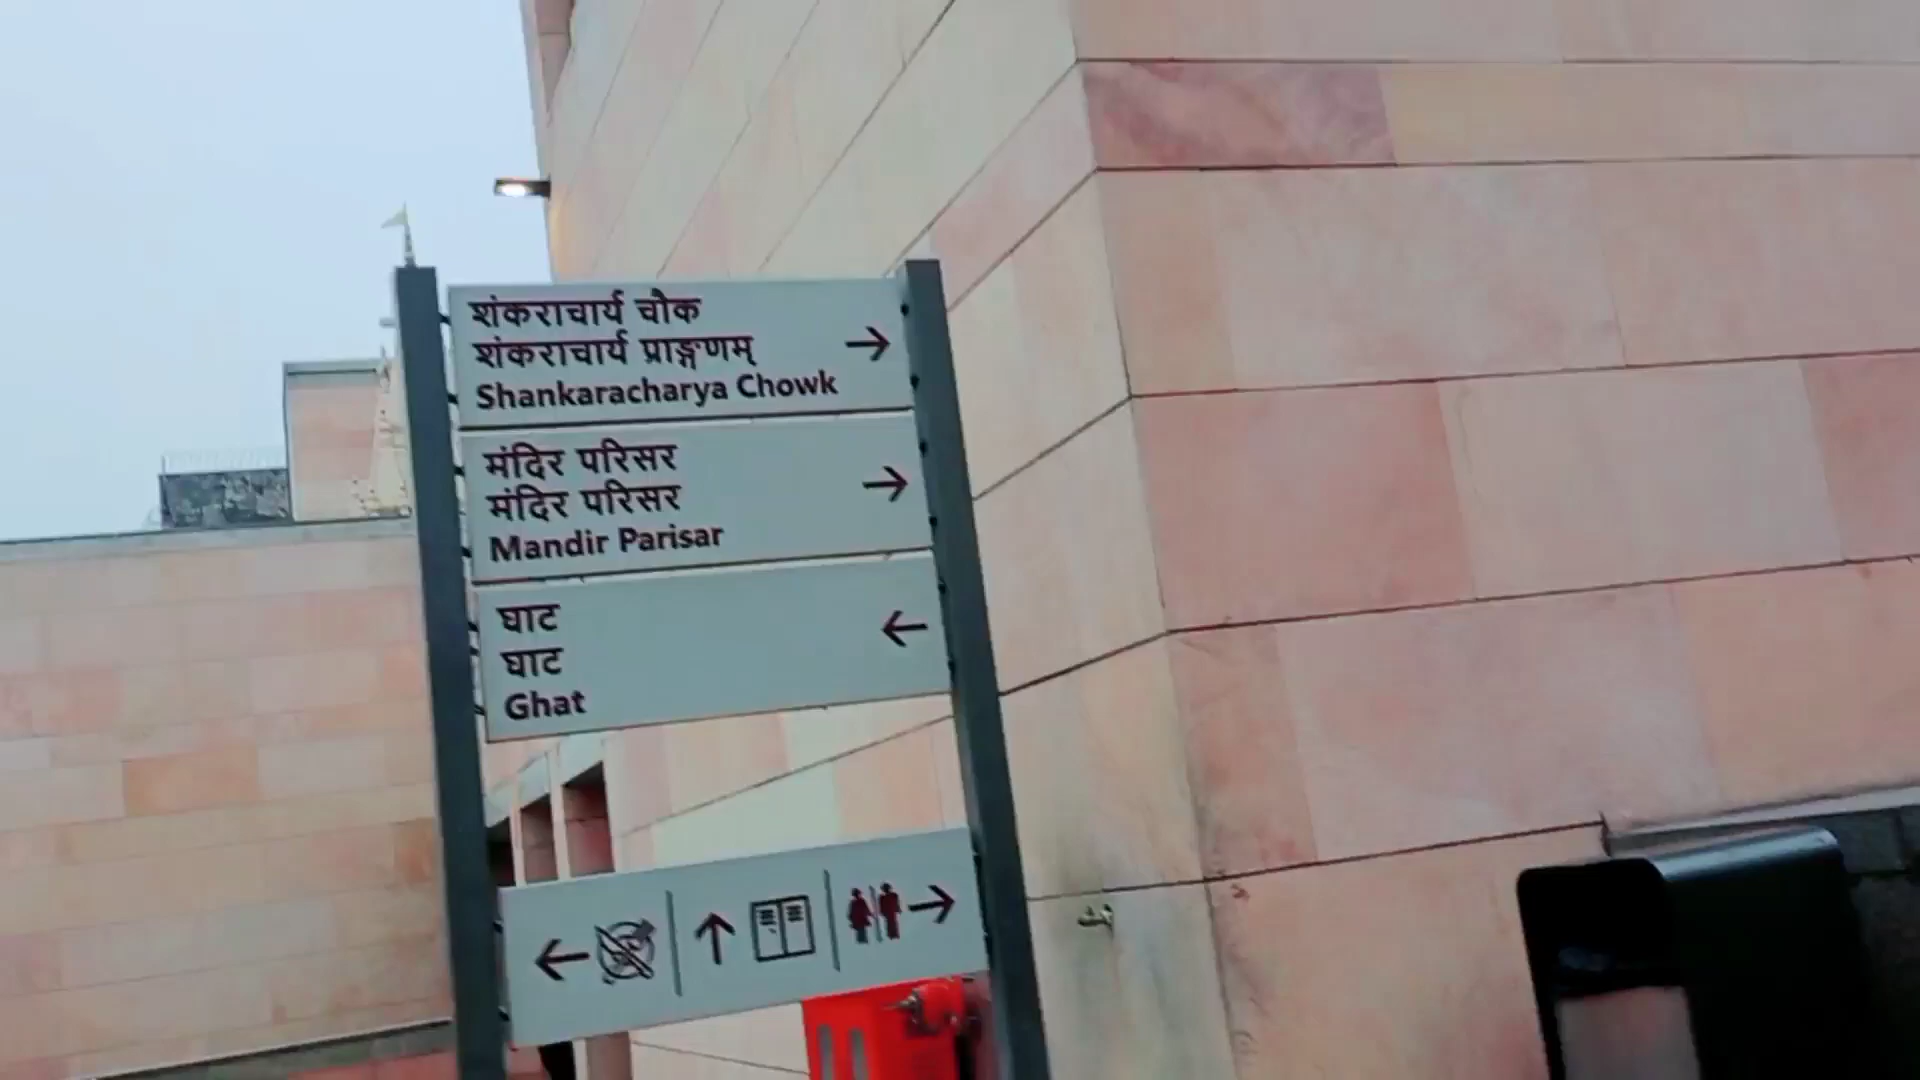 शंकराचार्य चौक
शंकराचार्य प्राङ्गणम्
Shankaracharya Chowk
मंदिर परिसर
मंदिर परिसर
Mandir Parisar
घाट
घाट
Ghat